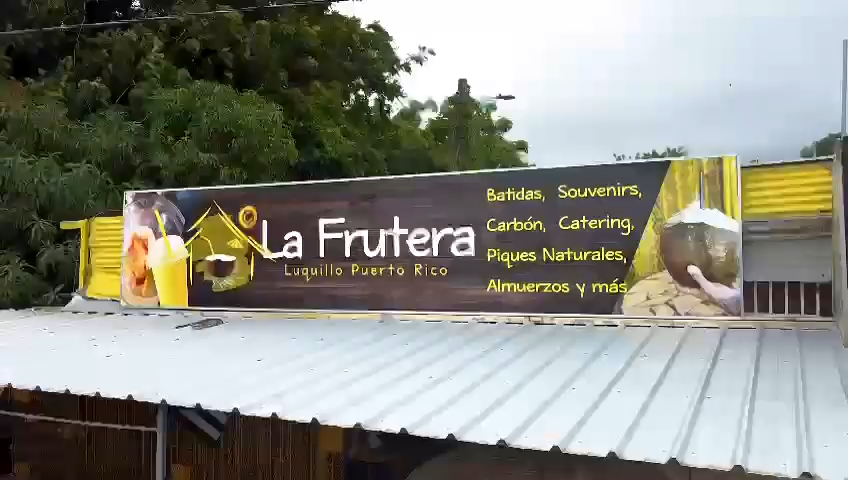 La Frutera
Luquillo Puerto Rico
Batidas, Souvenirs,
Carbón, Catering,
Piques Naturales,
Almuerzos y más